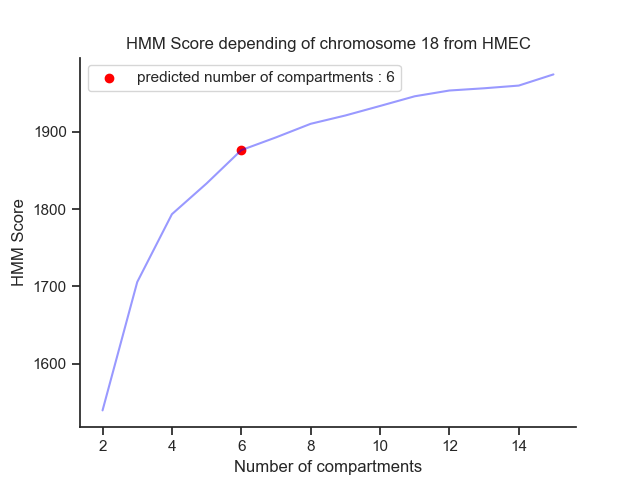 HMM Score depending of chromosome 18 from HMEC
predicted number of compartments : 6
HMM Score
1900
1800
1700
1600
2 4 6 8 10 12 14
Number of compartments